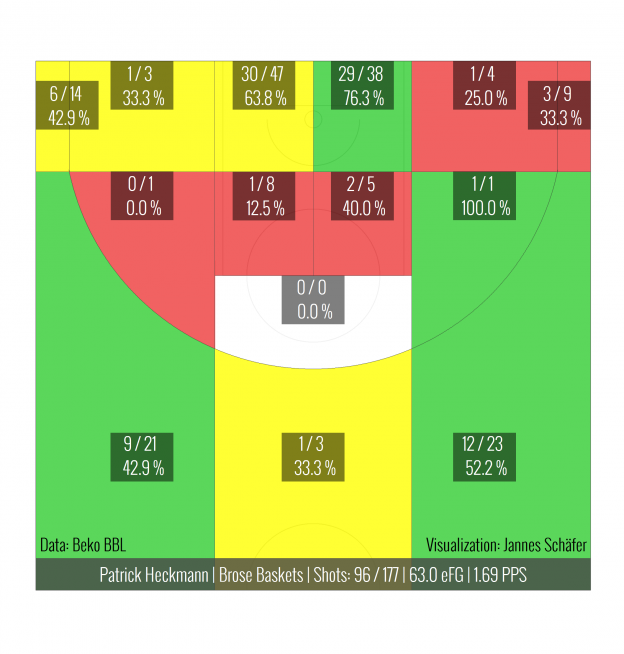 1 / 3
33.3 %
30 / 47
63.8 %
29 / 38
76.3 %
1 / 4
25.0 %
6 / 14
42.9 %
3 / 9
33.3 %
0 / 1
0.0 %
1 / 8
12.5 %
2 / 5
40.0 %
1 / 1
100.0 %
0 / 0
0.0 %
9 / 21
42.9 %
1 / 3
33.3 %
12 / 23
52.2 %
Data: Beko BBL
Visualization: Jannes Schäfer
Patrick Heckmann | Brose Baskets | Shots: 96 / 177 | 63.0 eFG | 1.69 PPS